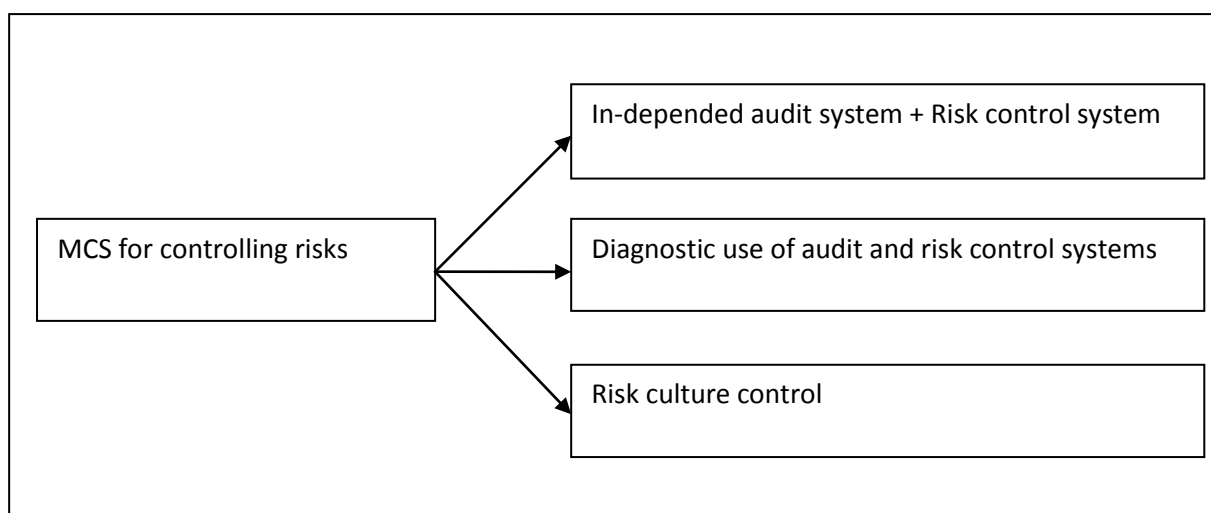 In-depended audit system + Risk control system
MCS for controlling risks
Diagnostic use of audit and risk control systems
Risk culture control